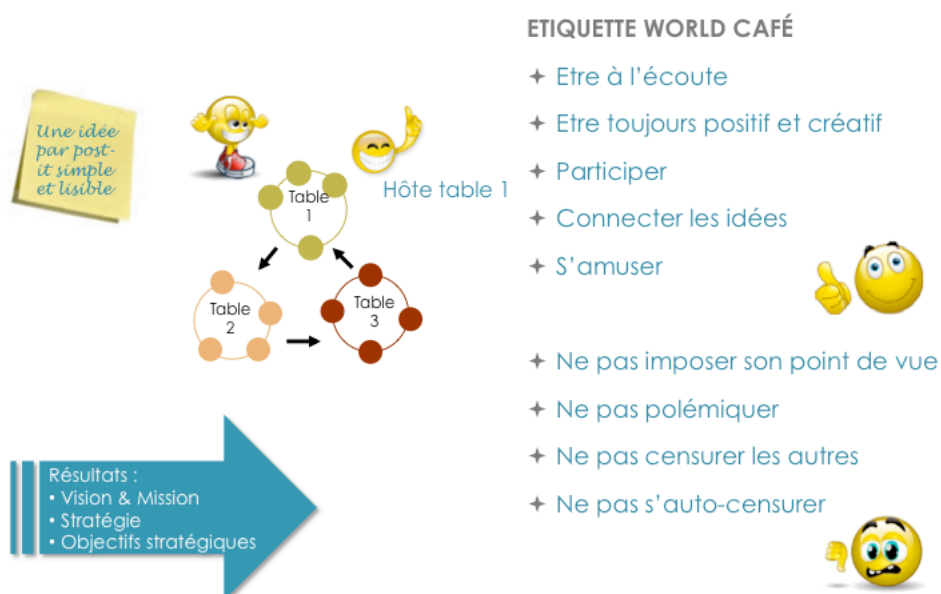 ETIQUETTE WORLD CAFÉ
Une idée
par post-
it simple
et lisible
Table
1
Hôte table 1
Table
2
Table
3
Résultats :
• Vision & Mission
• Stratégie
• Objectifs stratégiques
Etre à l'écoute
Etre toujours positif et créatif
Participer
Connecter les idées
S'amuser
Ne pas imposer son point de vue
Ne pas polémiquer
Ne pas censurer les autres
Ne pas s'auto-censurer